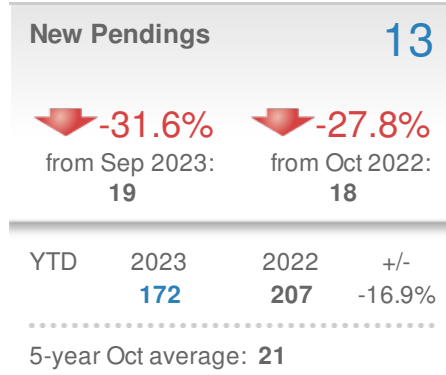 New Pendings 13
-31.6% -27.8%
from Sep 2023: from Oct 2022:
19 18
YTD 2023 2022 +/-
172 207 -16.9%
5-year Oct average: 21